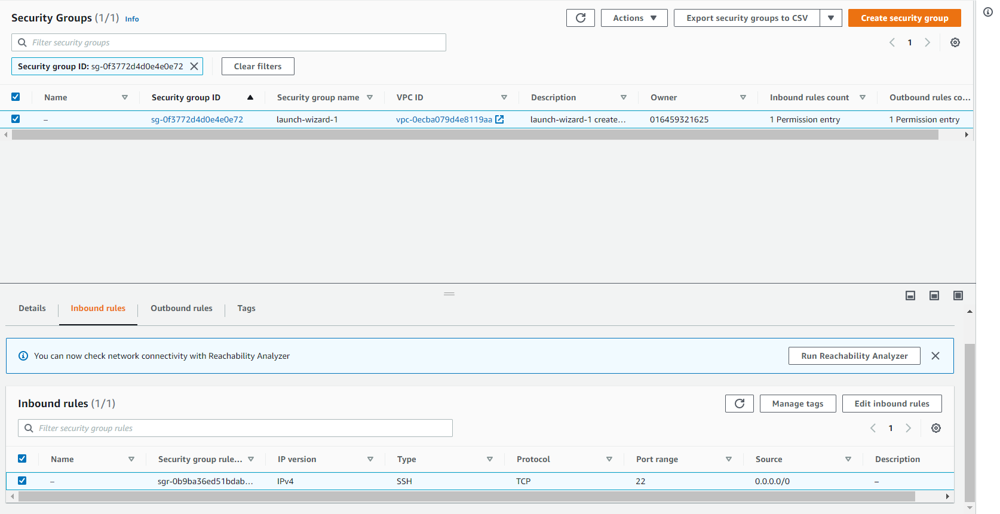 Security Groups (1/1) Info
Actions
Export security groups to CSV
Create security group
Filter security groups
1
Security group ID: sg-0f3772d4d0e4e0e72
Clear filters
Name Security group ID Security group name VPC ID Description Owner Inbound rules count Outbound rules co...
– sg-0f3772d4d0e4e0e72 launch-wizard-1 vpc-0ecba079d4e8119aa launch-wizard-1 create... 016459321625 1 Permission entry 1 Permission entry
Details Inbound rules Outbound rules Tags
You can now check network connectivity with Reachability Analyzer
Run Reachability Analyzer
Inbound rules (1/1)
Manage tags
Edit inbound rules
Filter security group rules
1
Name Security group rule... IP version Type Protocol Port range Source Description
– sgr-0b9ba36ed51bdab... IPv4 SSH TCP 22 0.0.0.0/0 –